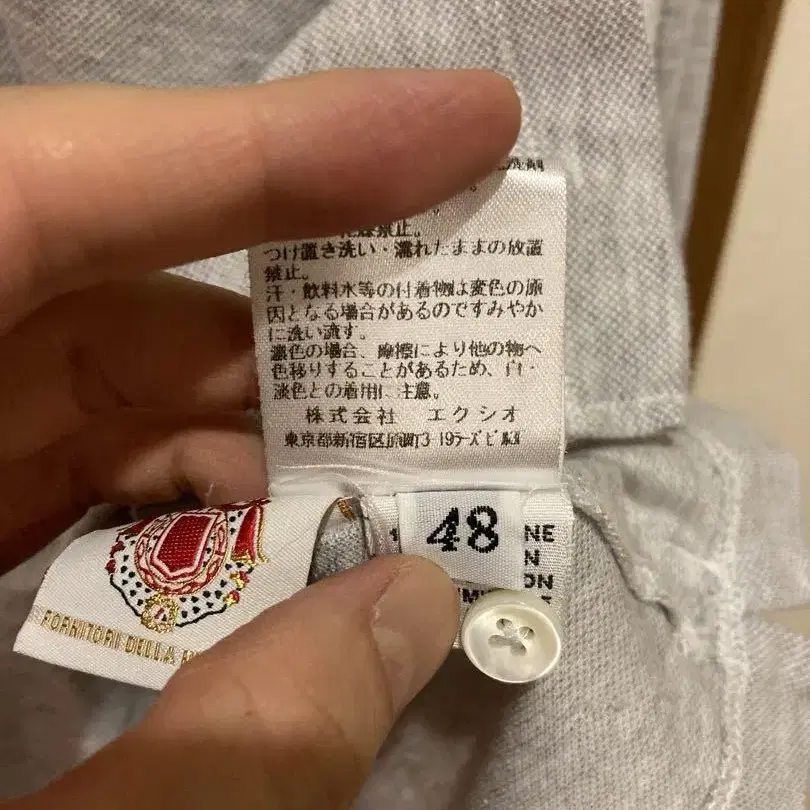 禁止。
つけ置き洗い・濡れたままの放置
禁止。
汗・飲料水等の付着物は変色の原
因となる場合があるのですみやか
に洗い流す。
濃色の場合、摩擦により他の物へ
色移りすることがあるため、白・
淡色との着用に注意。
株式会社 エクシオ
東京都新宿区
48
NE
N
ON
FORNITORI DELLA